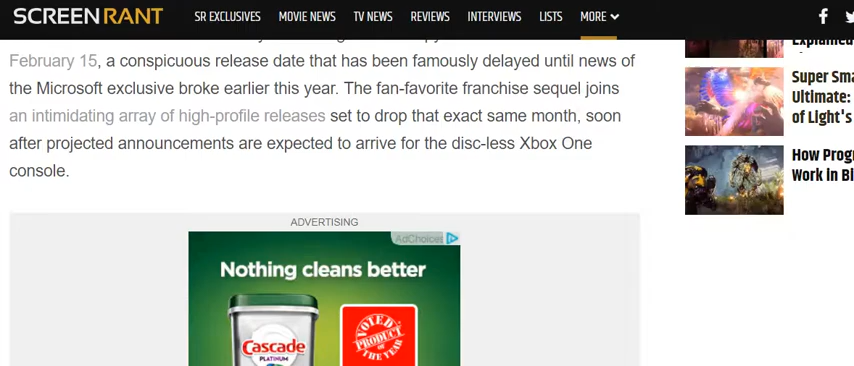 SCREENRANT
SR EXCLUSIVES MOVIE NEWS TV NEWS REVIEWS INTERVIEWS LISTS MORE
February 15, a conspicuous release date that has been famously delayed until news of
the Microsoft exclusive broke earlier this year. The fan-favorite franchise sequel joins
an intimidating array of high-profile releases set to drop that exact same month, soon
after projected announcements are expected to arrive for the disc-less Xbox One
console.
ADVERTISING
AdChoices
Nothing cleans better
Cascade
PLATINUM
VOTED
PRODUCT
OF THE YEAR
Explained
Super Sma
Ultimate:
of Light's
How Prog
Work in Bi